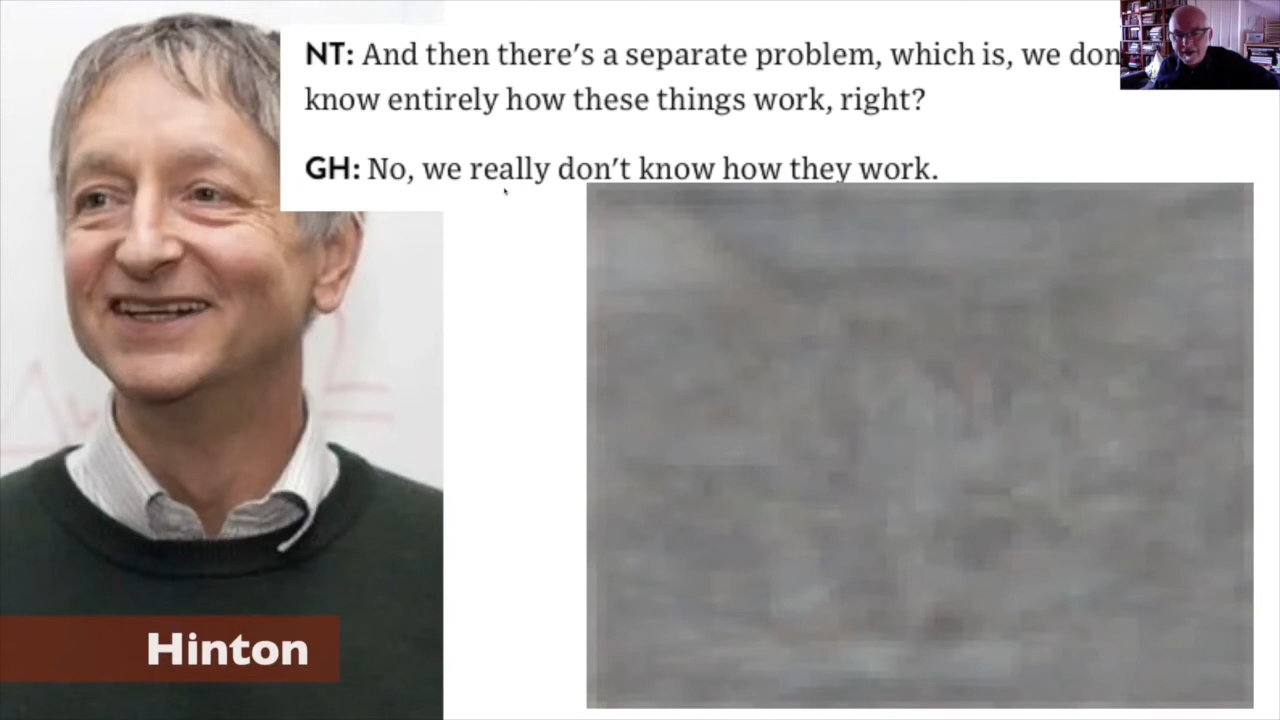 NT: And then there's a separate problem, which is, we don
know entirely how these things work, right?
GH: No, we really don't know how they work.
Hinton